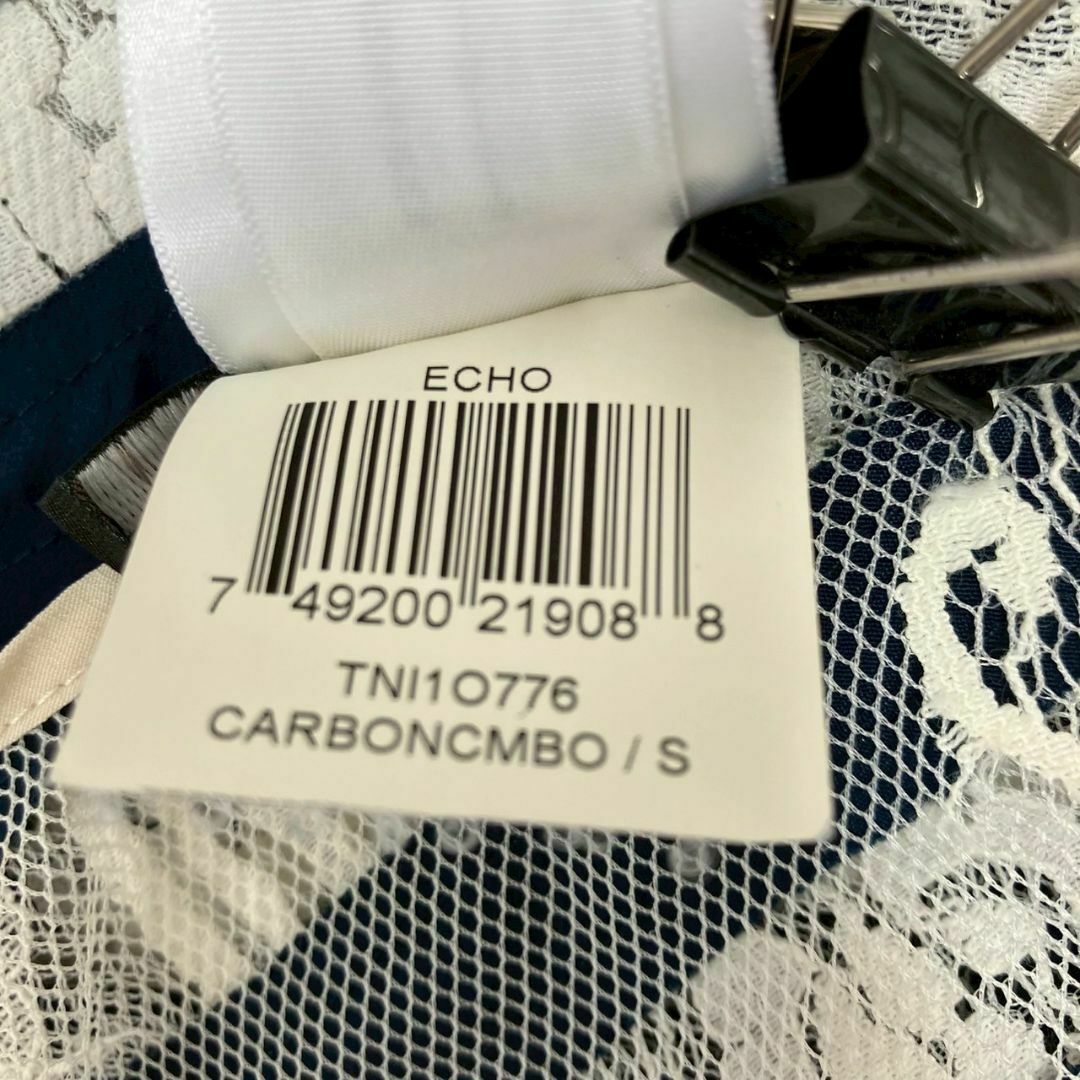 ECHO
7 49200 21908 8
TNI1O776
CARBONCMBO / S